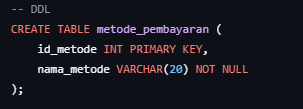 -- DDL
CREATE TABLE metode_pembayaran (
    id_metode INT PRIMARY KEY,
    nama_metode VARCHAR(20) NOT NULL
);